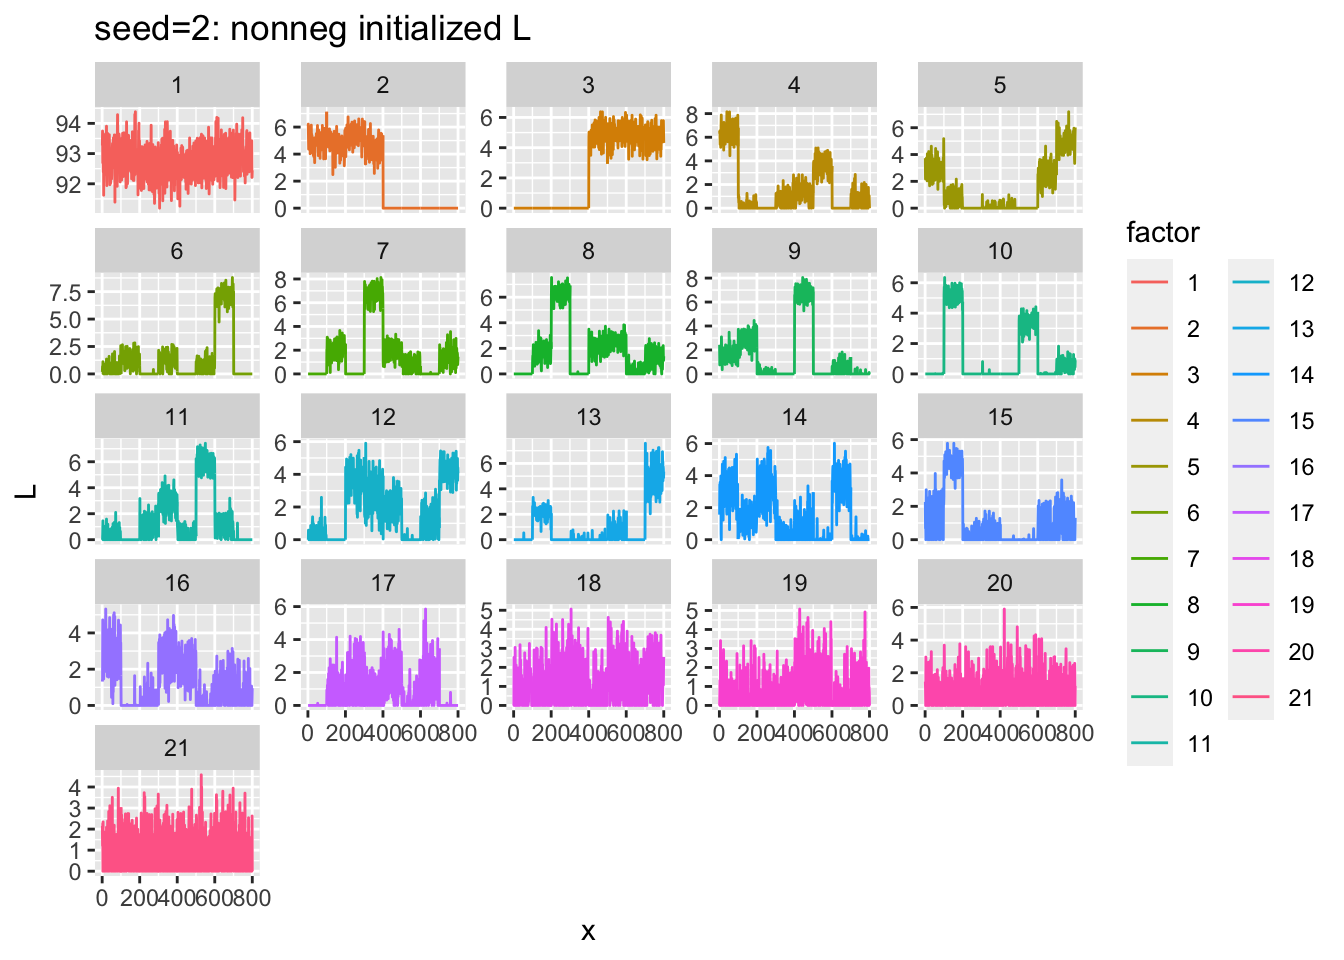 seed=2: nonneg initialized L
1 2 3 4 5
94 93 92
6 4 2 0
6 4 2 0
8 6 4 2 0
6 4 2 0
6 7 8 9 10
7.5 5.0 2.5 0.0
8 6 4 2 0
6 4 2 0
8 6 4 2 0
6 4 2 0
11 12 13 14 15
6 4 2 0
6 4 2 0
6 4 2 0
6 4 2 0
6 4 2 0
16 17 18 19 20
4 2 0
6 4 2 0
5 4 3 2 1 0
5 4 3 2 1 0
6 4 2 0
0 200 400 600 800
0 200 400 600 800
0 200 400 600 800
0 200 400 600 800
21
4 3 2 1 0
0 200 400 600 800
L
x
factor
1 12
2 13
3 14
4 15
5 16
6 17
7 18
8 19
9 20
10 21
11